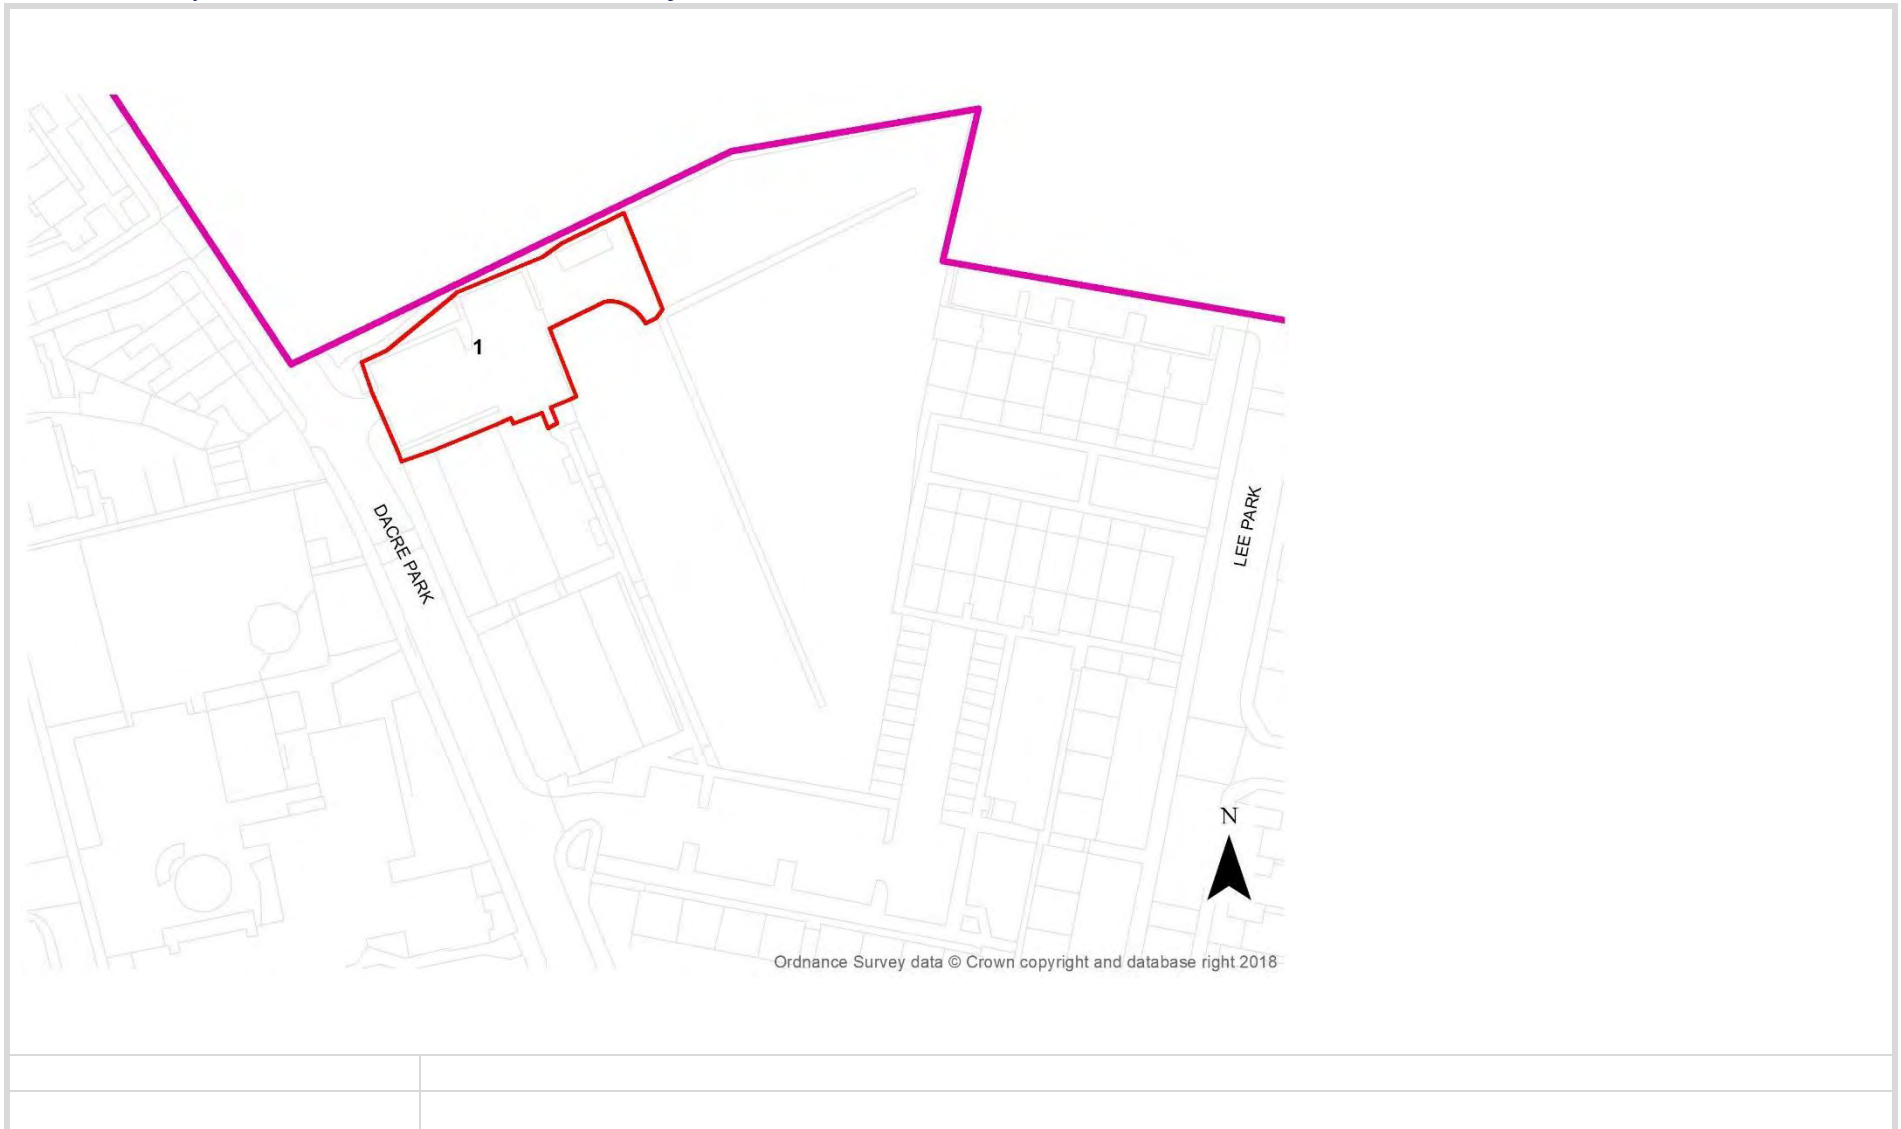 1
DACRE PARK
LEE PARK
N
Ordnance Survey data © Crown copyright and database right 2018